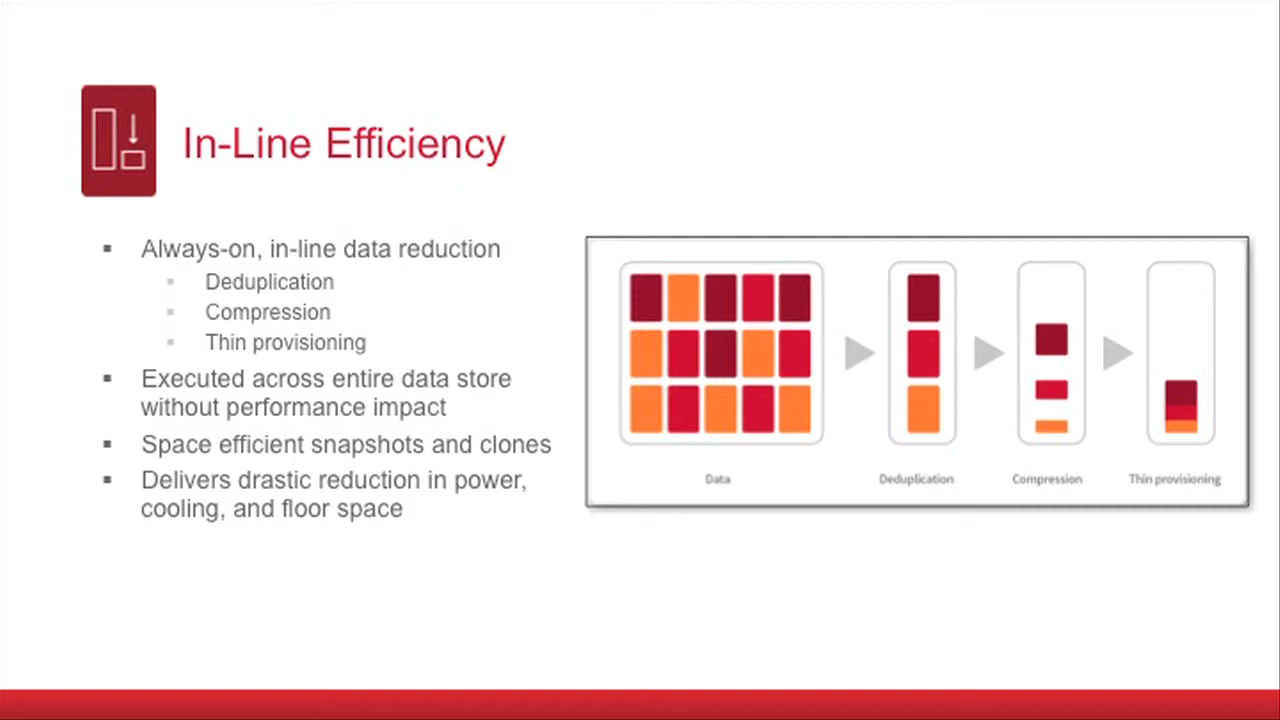 In-Line Efficiency
▪ Always-on, in-line data reduction
▪ Deduplication
▪ Compression
▪ Thin provisioning
▪ Executed across entire data store
without performance impact
▪ Space efficient snapshots and clones
▪ Delivers drastic reduction in power,
cooling, and floor space
Data
Deduplication
Compression
Thin provisioning